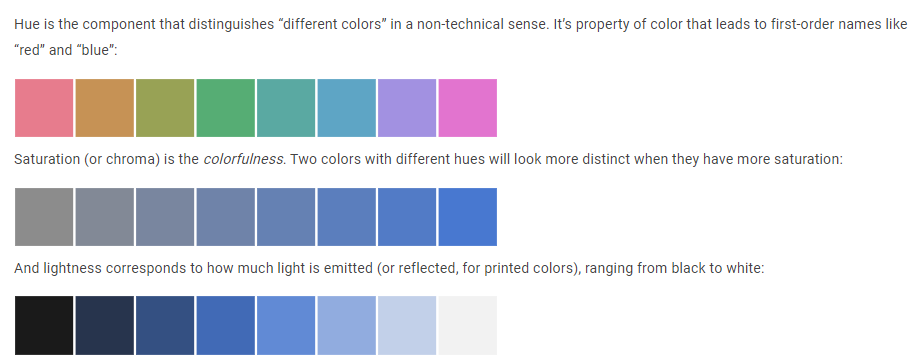 Hue is the component that distinguishes “different colors” in a non-technical sense. It’s property of color that leads to first-order names like
“red” and “blue”:
Saturation (or chroma) is the colorfulness. Two colors with different hues will look more distinct when they have more saturation:
And lightness corresponds to how much light is emitted (or reflected, for printed colors), ranging from black to white: